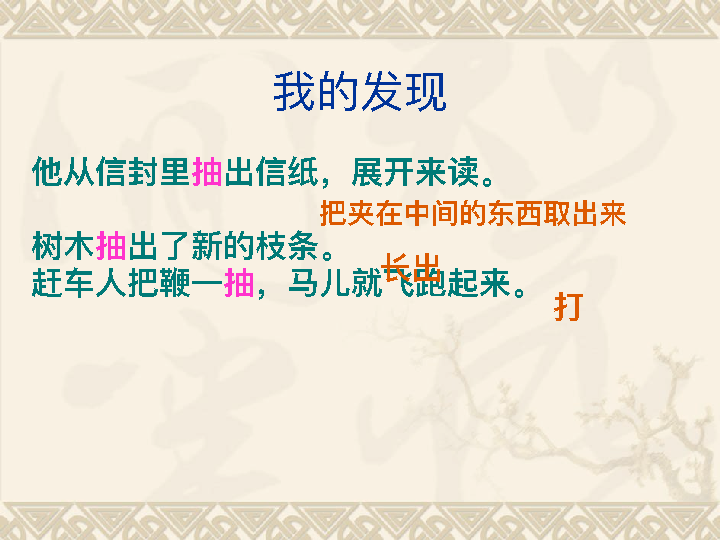 我的发现
他从信封里抽出信纸，展开来读。
把夹在中间的东西取出来
树木抽出了新的枝条。
长出
赶车人把鞭一抽，马儿就飞跑起来。
打